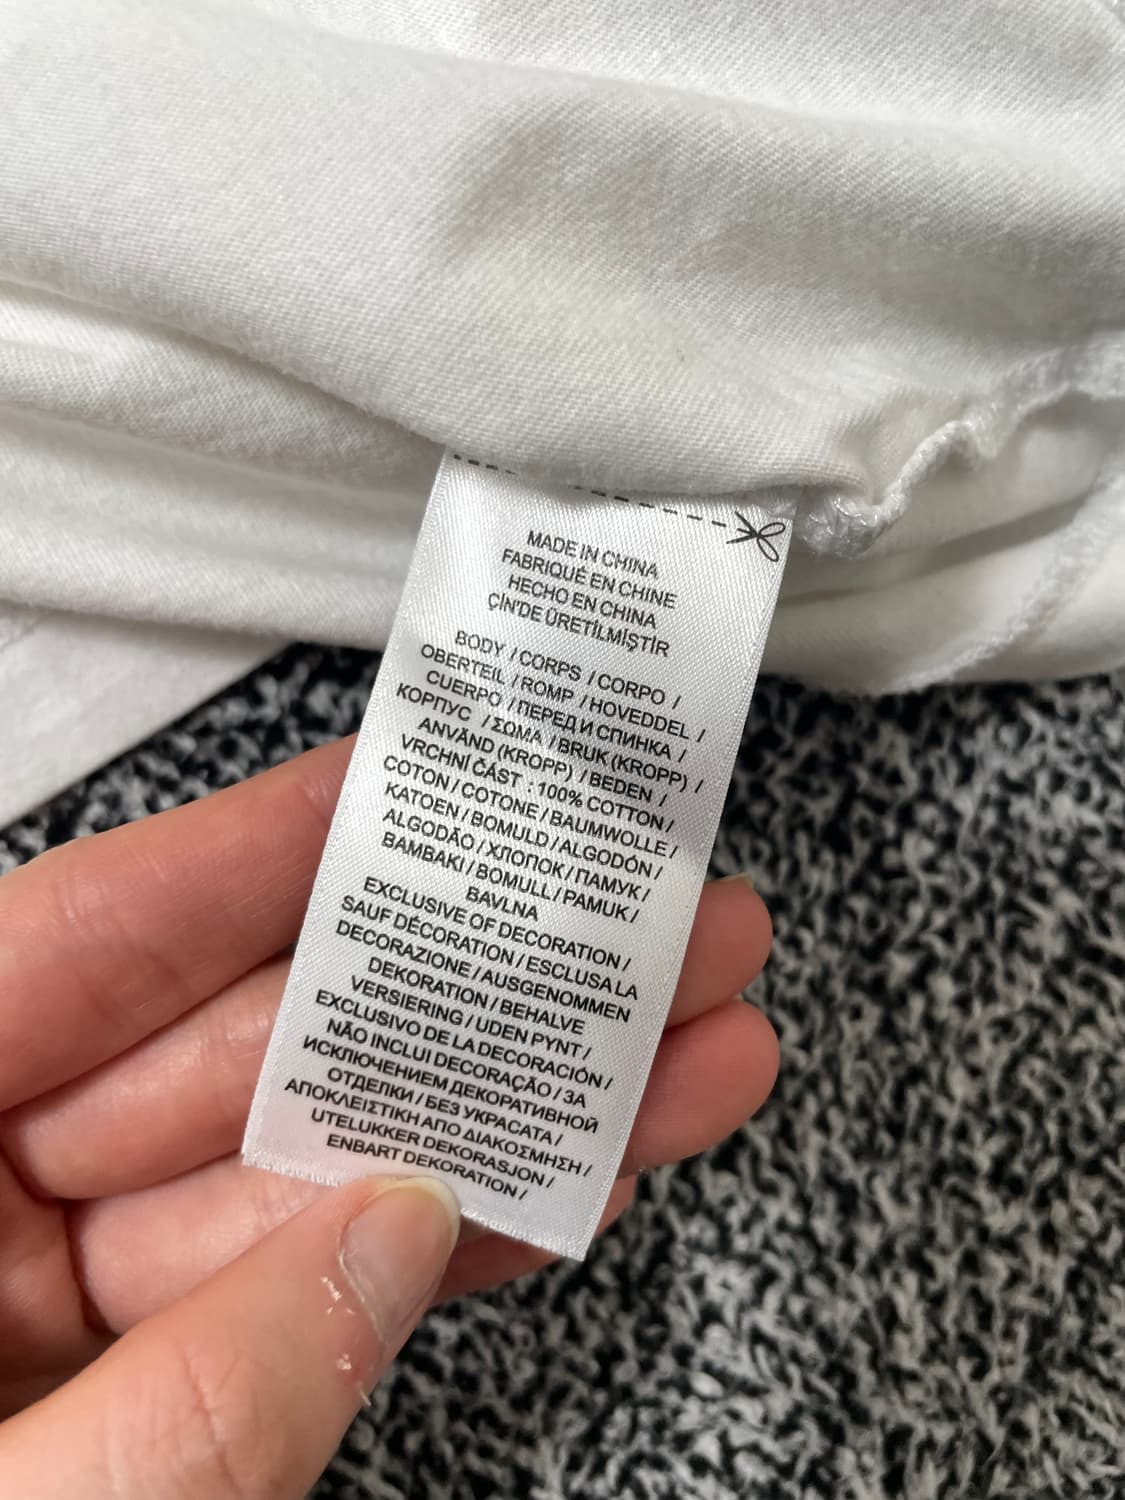 MADE IN CHINA
FABRIQUÉ EN CHINE
HECHO EN CHINA
ÇİN'DE ÜRETİLMİŞTİR
BODY / CORPS / CORPO /
OBERTEIL / ROMP / HOVEDDEL /
CUERPO / ПЕРЕД И СПИНКА /
КОРПУС / ΣΩΜΑ / BRUK (KROPP) /
ANVÄND (KROPP) / BEDEN /
VRCHNÍ ČÁST : 100% COTTON /
COTON / COTONE / BAUMWOLLE /
KATOEN / BOMULD / ALGODÓN /
ALGODÃO / ХЛОПОК / ПАМУК /
ΒΑΜΒΑΚΙ / BOMULL / PAMUK /
BAVLNA
EXCLUSIVE OF DECORATION /
SAUF DÉCORATION / ESCLUSA LA
DECORAZIONE / AUSGENOMMEN
DEKORATION / BEHALVE
VERSIERING / UDEN PYNT /
EXCLUSIVO DE LA DECORACIÓN /
NÃO INCLUI DECORAÇÃO / ЗА
ИСКЛЮЧЕНИЕМ ДЕКОРАТИВНОЙ
ОТДЕЛКИ / БЕЗ УКРАСАТА /
ΑΠΟΚΛΕΙΣΤΙΚΗ ΑΠΟ ΔΙΑΚΟΣΜΗΣΗ /
UTELUKKER DEKORASJON /
ENBART DEKORATION /